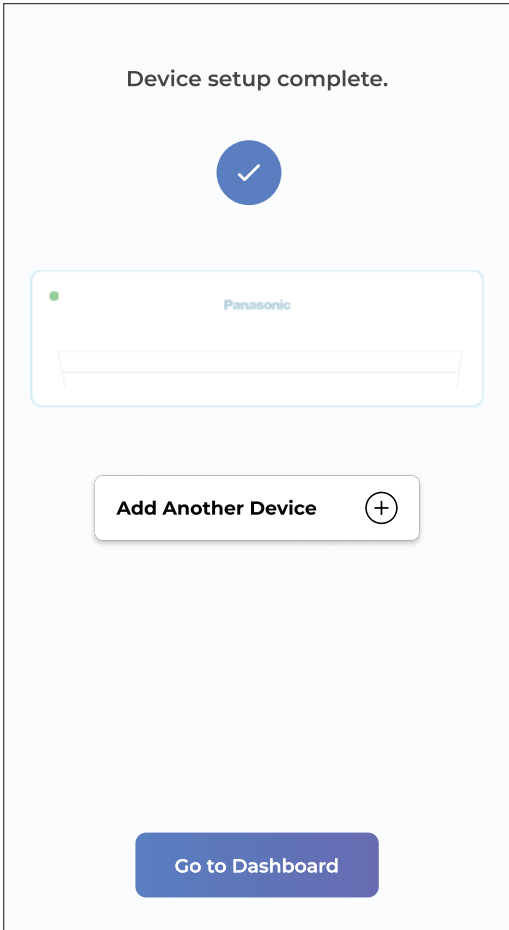 Device setup complete.
Panasonic
Add Another Device
Go to Dashboard